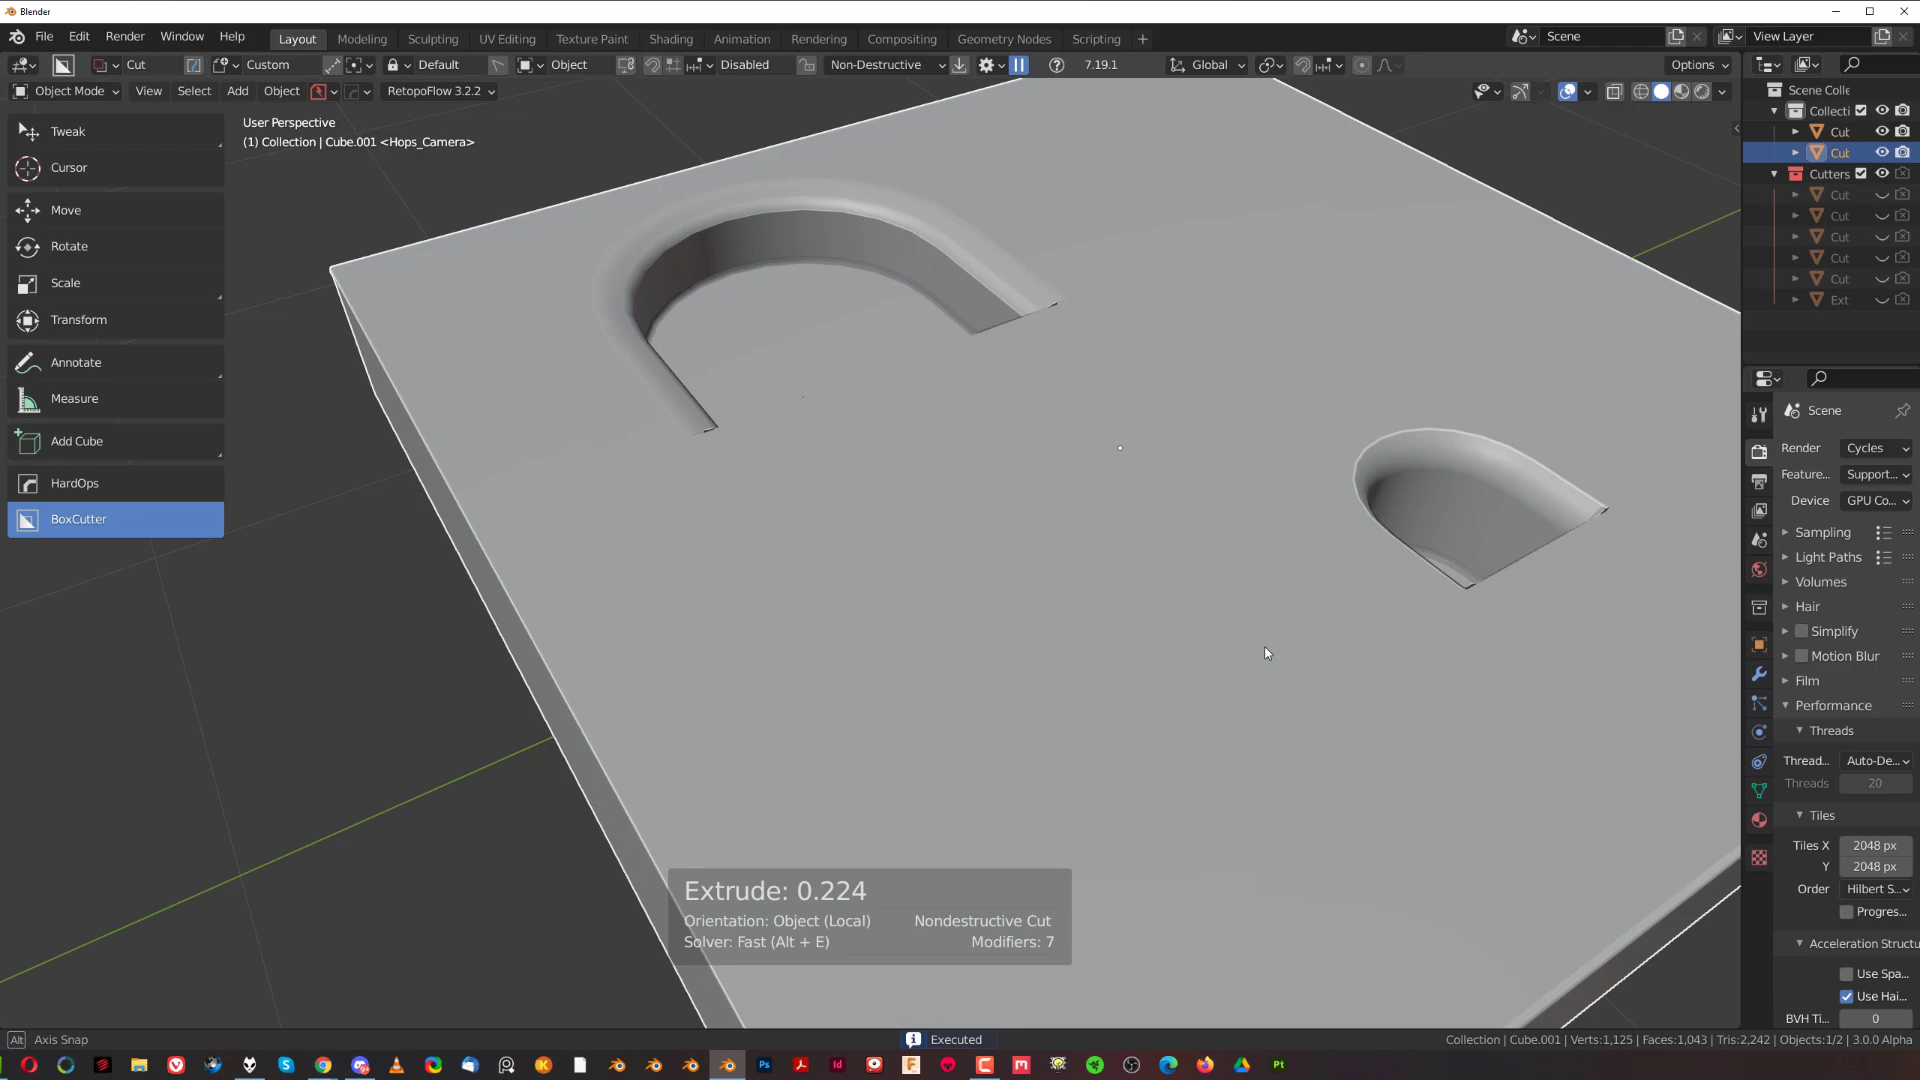 Blender
File Edit Render Window Help Layout Modeling Sculpting UV Editing Texture Paint Shading Animation Rendering Compositing Geometry Nodes Scripting + Scene View Layer
Cut Custom Default Object Disabled Non-Destructive 7.19.1 Global Options
Object Mode View Select Add Object RetopoFlow 3.2.2
User Perspective
(1) Collection | Cube.001 <Hops_Camera>
Tweak
Cursor
Move
Rotate
Scale
Transform
Annotate
Measure
Add Cube
HardOps
BoxCutter
Extrude: 0.224
Orientation: Object (Local) Nondestructive Cut
Solver: Fast (Alt + E) Modifiers: 7
Scene Colle
Collecti
Cut
Cut
Cutters
Cut
Cut
Cut
Cut
Cut
Ext
Scene
Render Cycles
Feature... Support...
Device GPU Co...
Sampling
Light Paths
Volumes
Hair
Simplify
Motion Blur
Film
Performance
Threads
Thread... Auto-De...
Threads 20
Tiles
Tiles X 2048 px
Y 2048 px
Order Hilbert S...
Progres...
Acceleration Structu
Use Spa...
Use Hai...
BVH Ti... 0
Alt Axis Snap Executed Collection | Cube.001 | Verts:1,125 | Faces:1,043 | Tris:2,242 | Objects:1/2 | 3.0.0 Alpha
Ps Id F m Pt